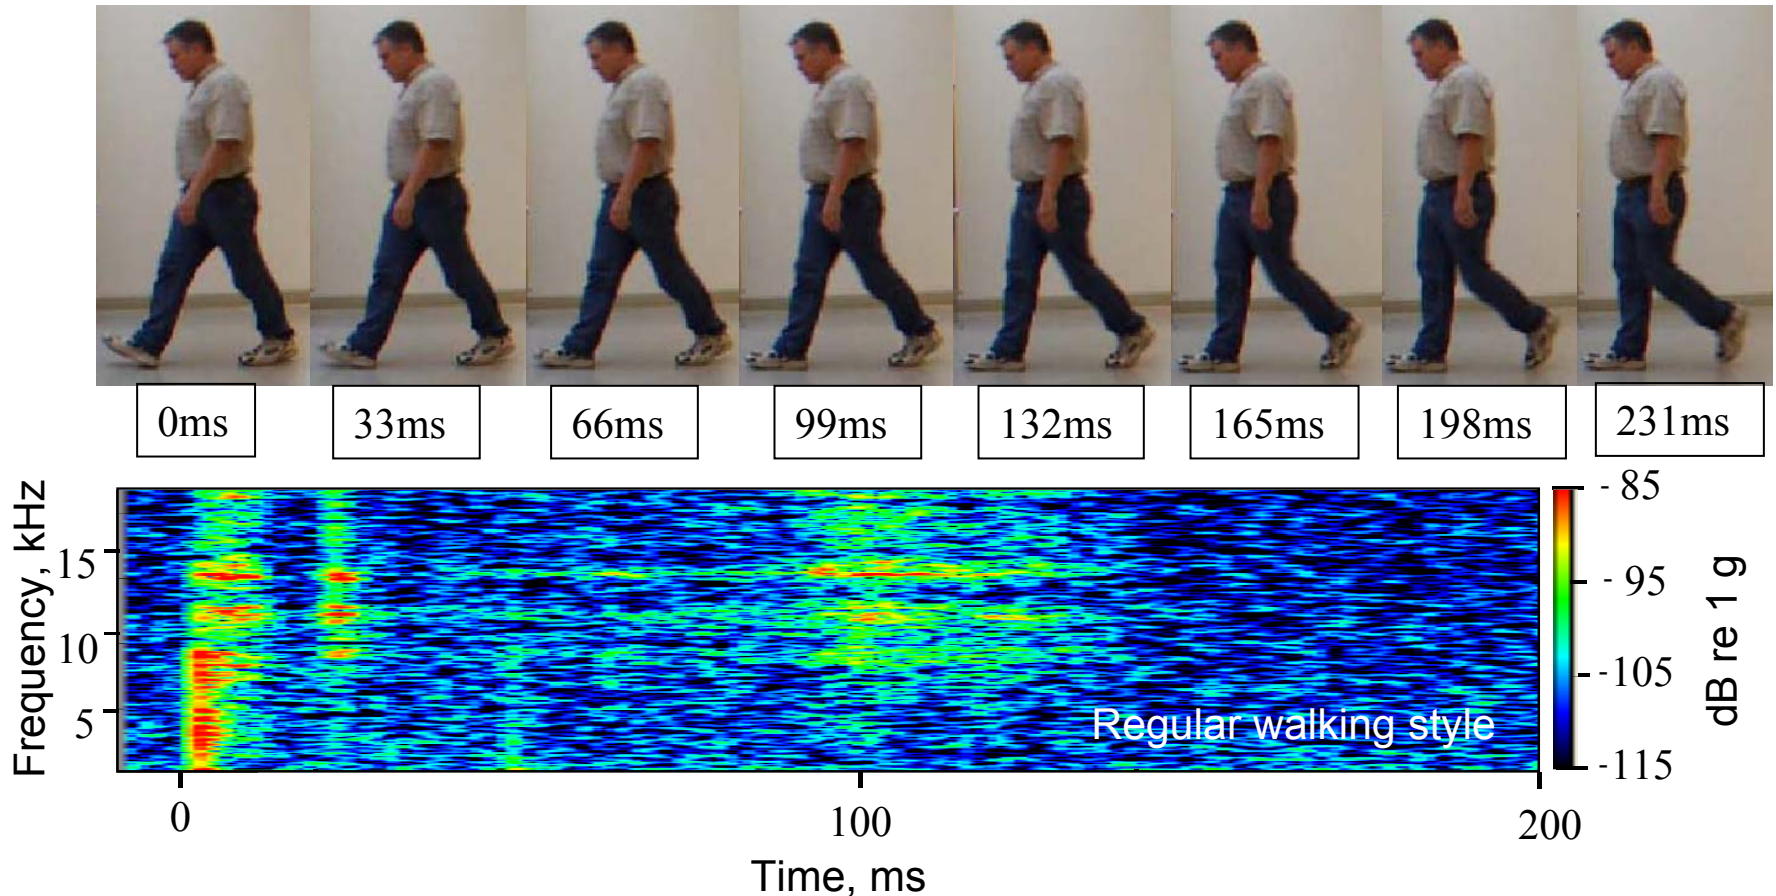 0ms 33ms 66ms 99ms 132ms 165ms 198ms 231ms
Frequency, kHz
15
10
5
Regular walking style
- 85
- 95
-105
-115
dB re 1 g
0 100 200
Time, ms